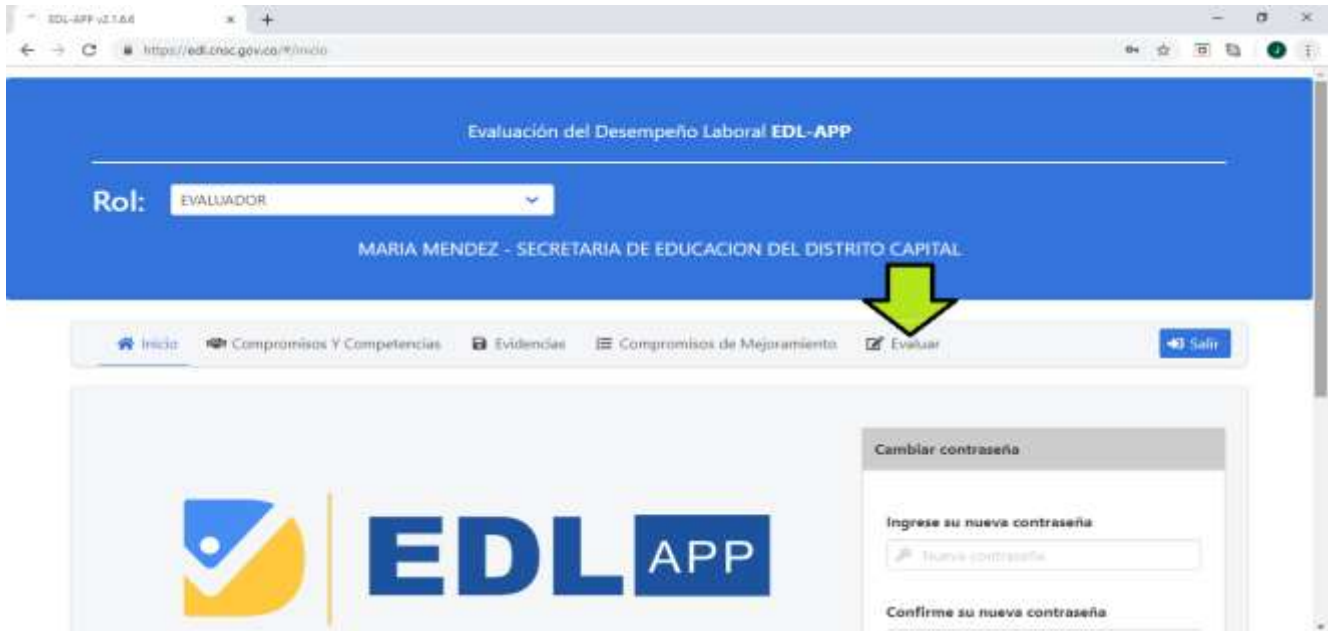 EDL-APP v2.1.6.6
https://edl.cnsc.gov.co/#/inicio
Evaluación del Desempeño Laboral EDL-APP
Rol: EVALUADOR
MARIA MENDEZ - SECRETARIA DE EDUCACION DEL DISTRITO CAPITAL
Inicio Compromisos Y Competencias Evidencias Compromisos de Mejoramiento Evaluar Salir
Cambiar contraseña
EDL APP
Ingrese su nueva contraseña
Nueva contraseña
Confirme su nueva contraseña